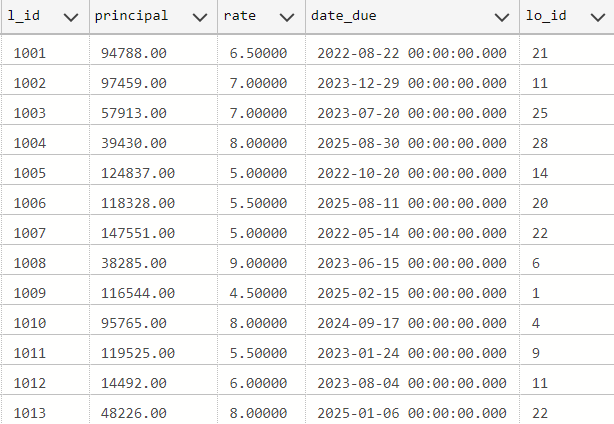 l_id principal rate date_due lo_id
1001 94788.00 6.50000 2022-08-22 00:00:00.000 21
1002 97459.00 7.00000 2023-12-29 00:00:00.000 11
1003 57913.00 7.00000 2023-07-20 00:00:00.000 25
1004 39430.00 8.00000 2025-08-30 00:00:00.000 28
1005 124837.00 5.00000 2022-10-20 00:00:00.000 14
1006 118328.00 5.50000 2025-08-11 00:00:00.000 20
1007 147551.00 5.00000 2022-05-14 00:00:00.000 22
1008 38285.00 9.00000 2023-06-15 00:00:00.000 6
1009 116544.00 4.50000 2025-02-15 00:00:00.000 1
1010 95765.00 8.00000 2024-09-17 00:00:00.000 4
1011 119525.00 5.50000 2023-01-24 00:00:00.000 9
1012 14492.00 6.00000 2023-08-04 00:00:00.000 11
1013 48226.00 8.00000 2025-01-06 00:00:00.000 22